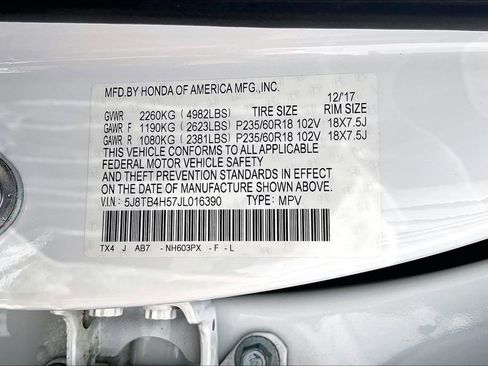 MFD.BY HONDA OF AMERICA MFG.,INC.
12/17
GVWR 2260KG (4982LBS) TIRE SIZE RIM SIZE
GAWR F 1190KG (2623LBS) P235/60R18 102V 18X7.5J
GAWR R 1080KG (2381LBS) P235/60R18 102V 18X7.5J
THIS VEHICLE CONFORMS TO ALL APPLICABLE
FEDERAL MOTOR VEHICLE SAFETY
AND THEFT PREVENTION STANDARDS IN EFFECT
ON THE DATE OF MANUFACTURE SHOWN ABOVE.
V.I.N: 5J8TB4H57JL016390 TYPE: MPV
TX4 J AB7 - NH603PX - F - L